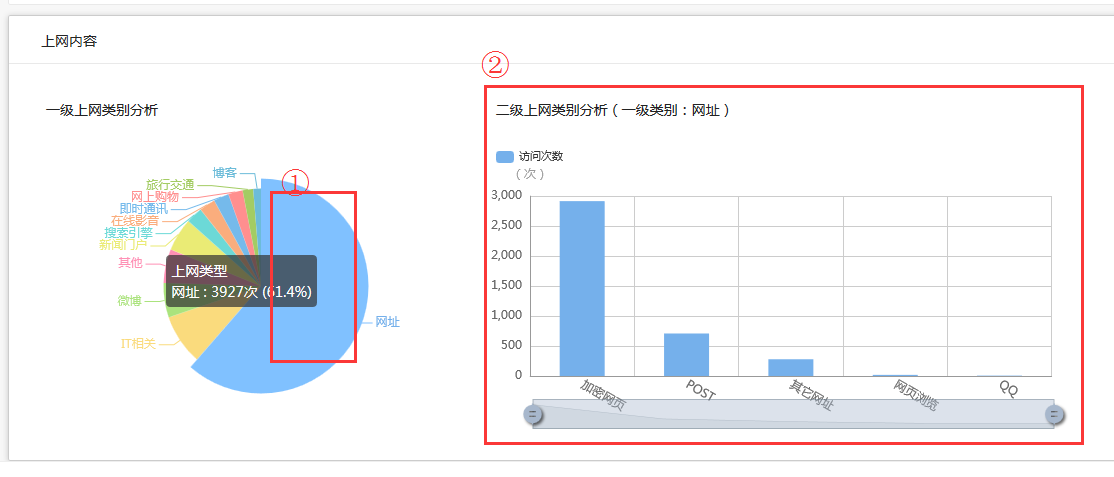 上网内容
②
一级上网类别分析
二级上网类别分析（一级类别：网址）
访问次数
（次）
①
博客
旅行交通
网上购物
即时通讯
在线影音
搜索引擎
新闻门户
其他
微博
IT相关
网址
上网类型
网址 : 3927次 (61.4%)
3,000
2,500
2,000
1,500
1,000
500
0
加密网页
POST
其它网址
网页浏览
QQ